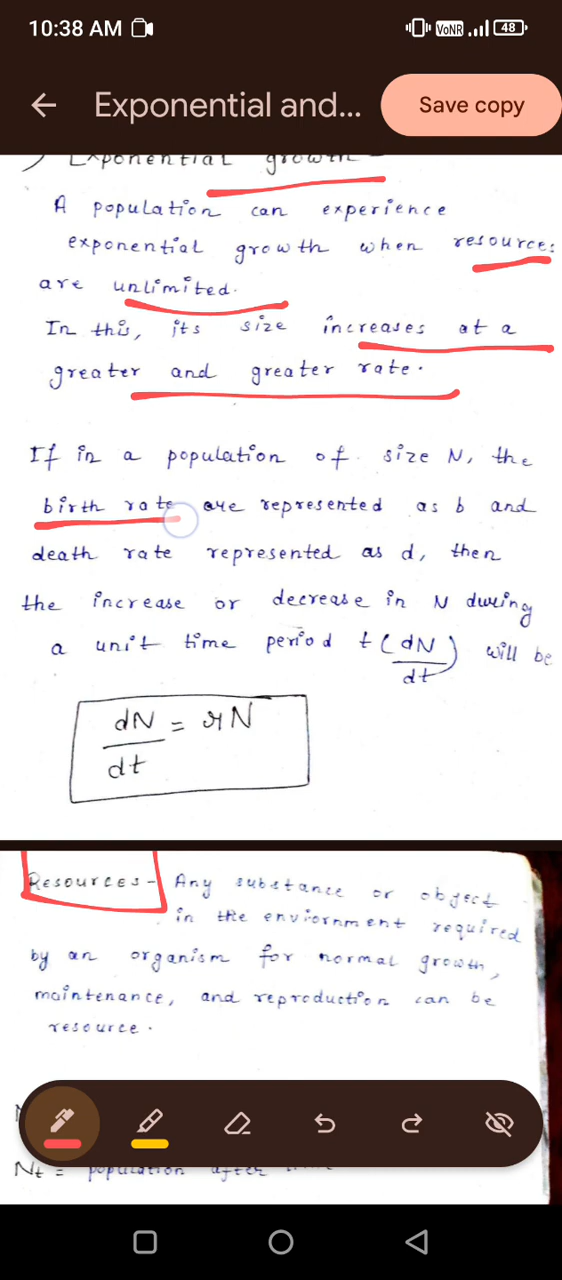 10:38 AM
VoNR
48
Exponential and...
Save copy
Exponential growth -
A population can experience
exponential growth when resources
are unlimited.
In this, its size increases at a
greater and greater rate.
If in a population of size N, the
birth rate are represented as b and
death rate represented as d, then
the increase or decrease in N during
a unit time period t (dN/dt) will be
dN/dt = rN
Resources - Any substance or object
in the enviornment required
by an organism for normal growth,
maintenance, and reproduction can be
resource.
Nt = population after